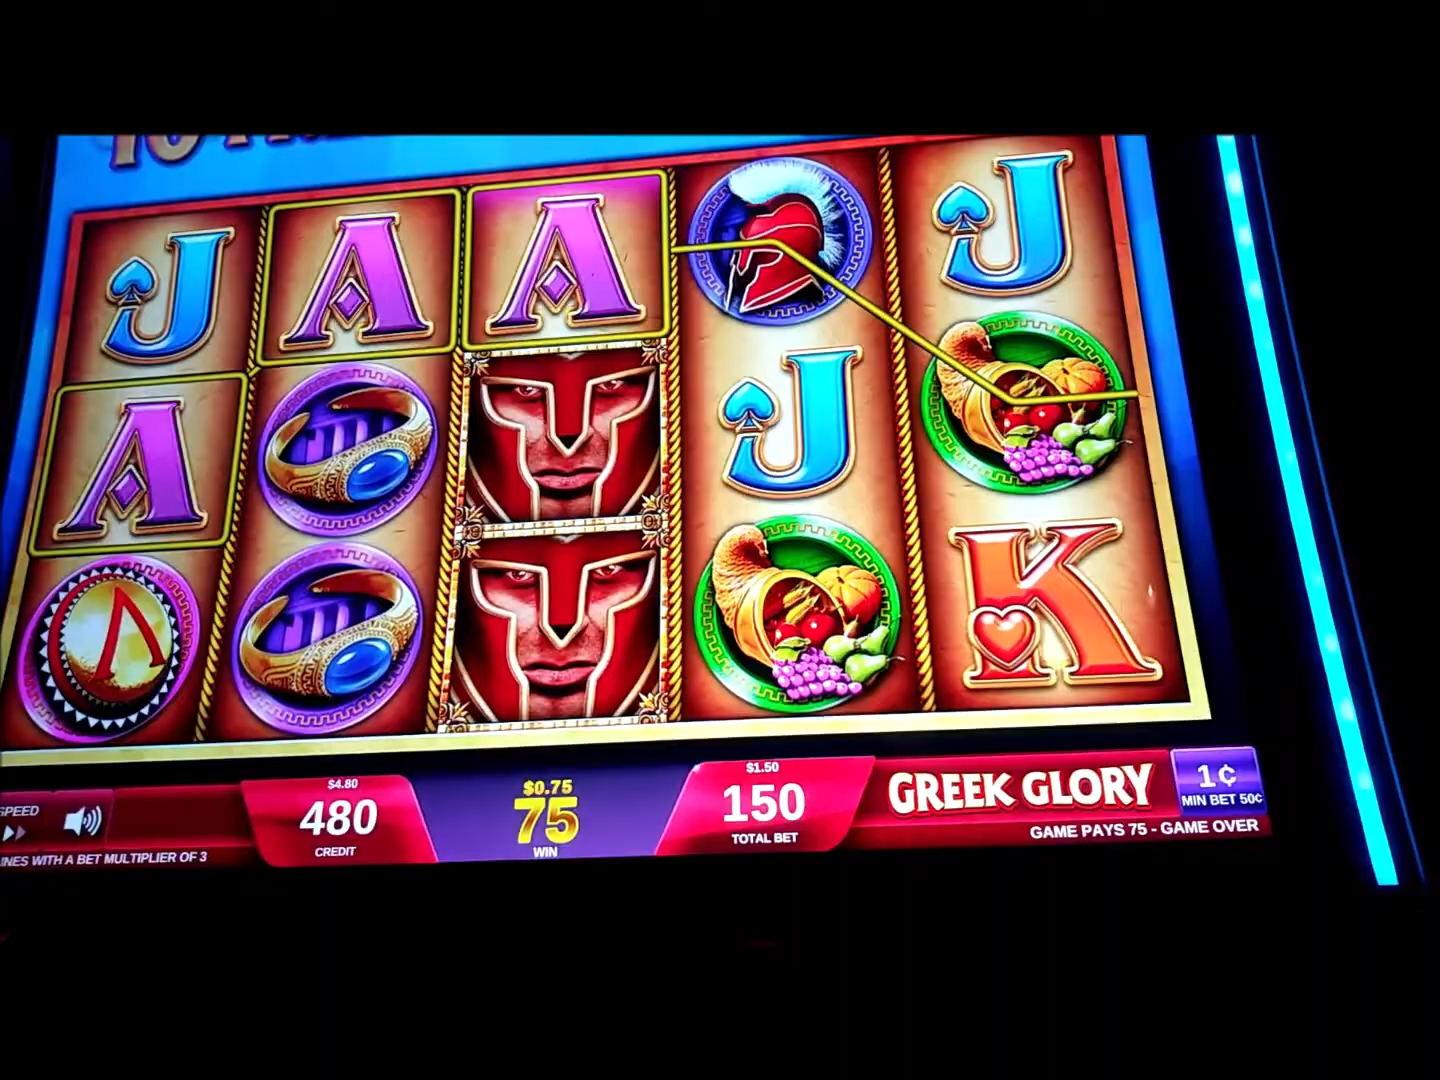 10
J
A
A
J
A
J
Λ
K
SPEED
$4.80
480
CREDIT
$0.75
75
WIN
$1.50
150
TOTAL BET
GREEK GLORY
1¢
MIN BET 50¢
GAME PAYS 75 - GAME OVER
WITH A BET MULTIPLIER OF 3